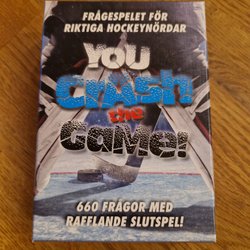 FRÅGESPELET FÖR
RIKTIGA HOCKEYNÖRDAR
YOU
CRASH
the
GAME!
660 FRÅGOR MED
RAFFLANDE SLUTSPEL!